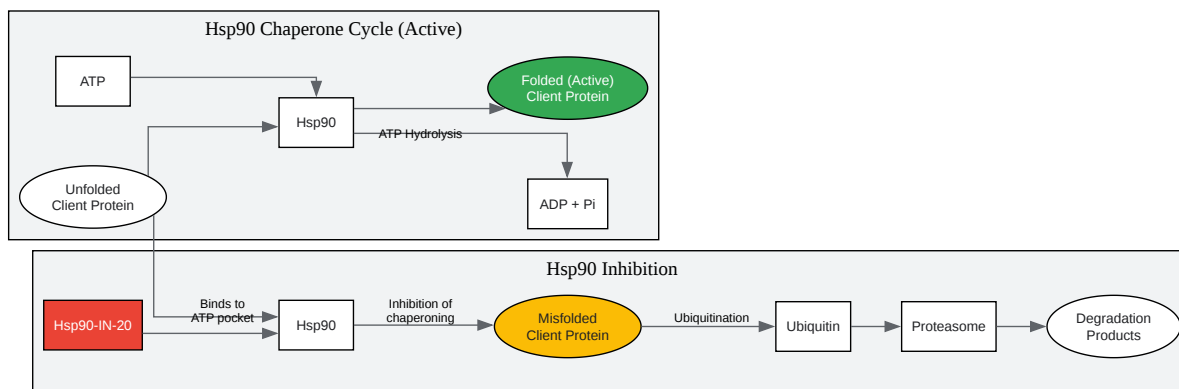 Hsp90 Chaperone Cycle (Active)
ATP
Folded (Active)
Client Protein
Hsp90
ATP Hydrolysis
Unfolded
Client Protein
ADP + Pi
Hsp90 Inhibition
Hsp90-IN-20
Binds to
ATP pocket
Hsp90
Inhibition of
chaperoning
Misfolded
Client Protein
Ubiquitination
Ubiquitin
Proteasome
Degradation
Products